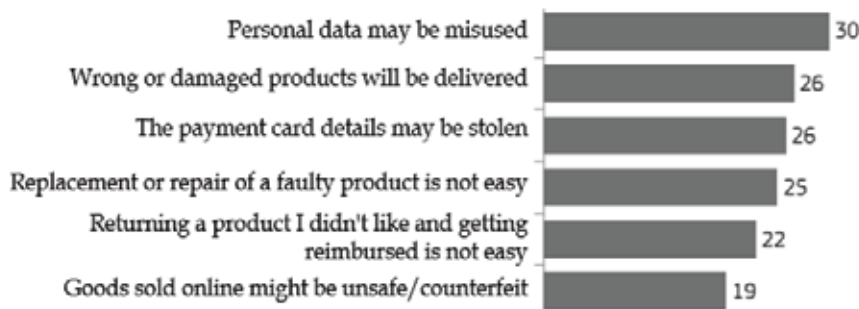 Personal data may be misused 30
Wrong or damaged products will be delivered 26
The payment card details may be stolen 26
Replacement or repair of a faulty product is not easy 25
Returning a product I didn't like and getting
reimbursed is not easy 22
Goods sold online might be unsafe/counterfeit 19